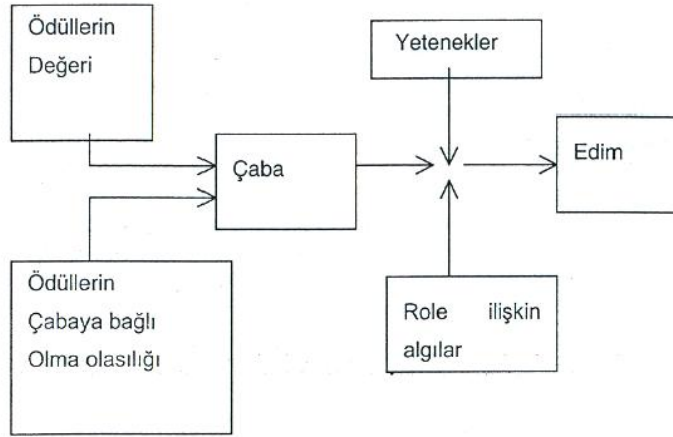 Ödüllerin
Değeri
Yetenekler
Çaba
Edim
Ödüllerin
Çabaya bağlı
Olma olasılığı
Role ilişkin
algılar